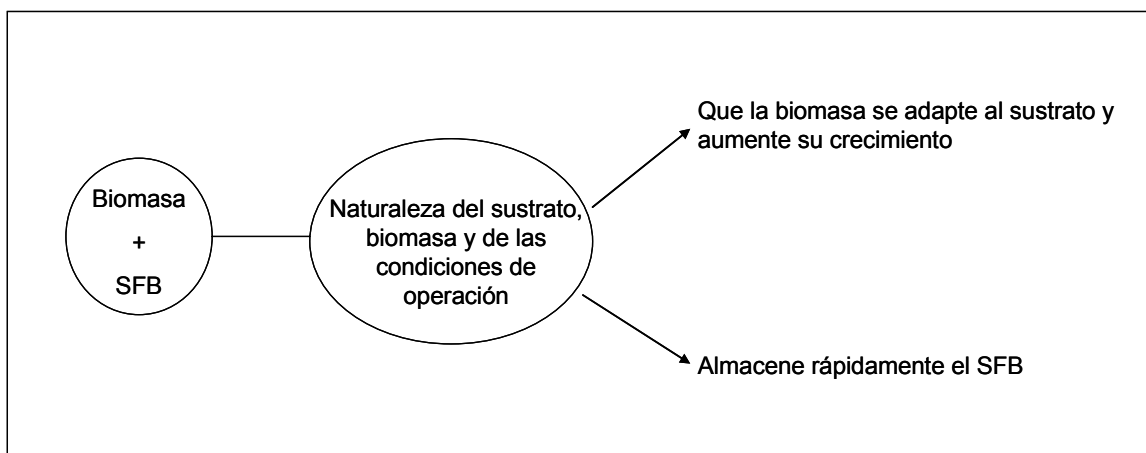 Biomasa
+
SFB
Naturaleza del sustrato,
biomasa y de las
condiciones de
operación
Que la biomasa se adapte al sustrato y
aumente su crecimiento
Almacene rápidamente el SFB